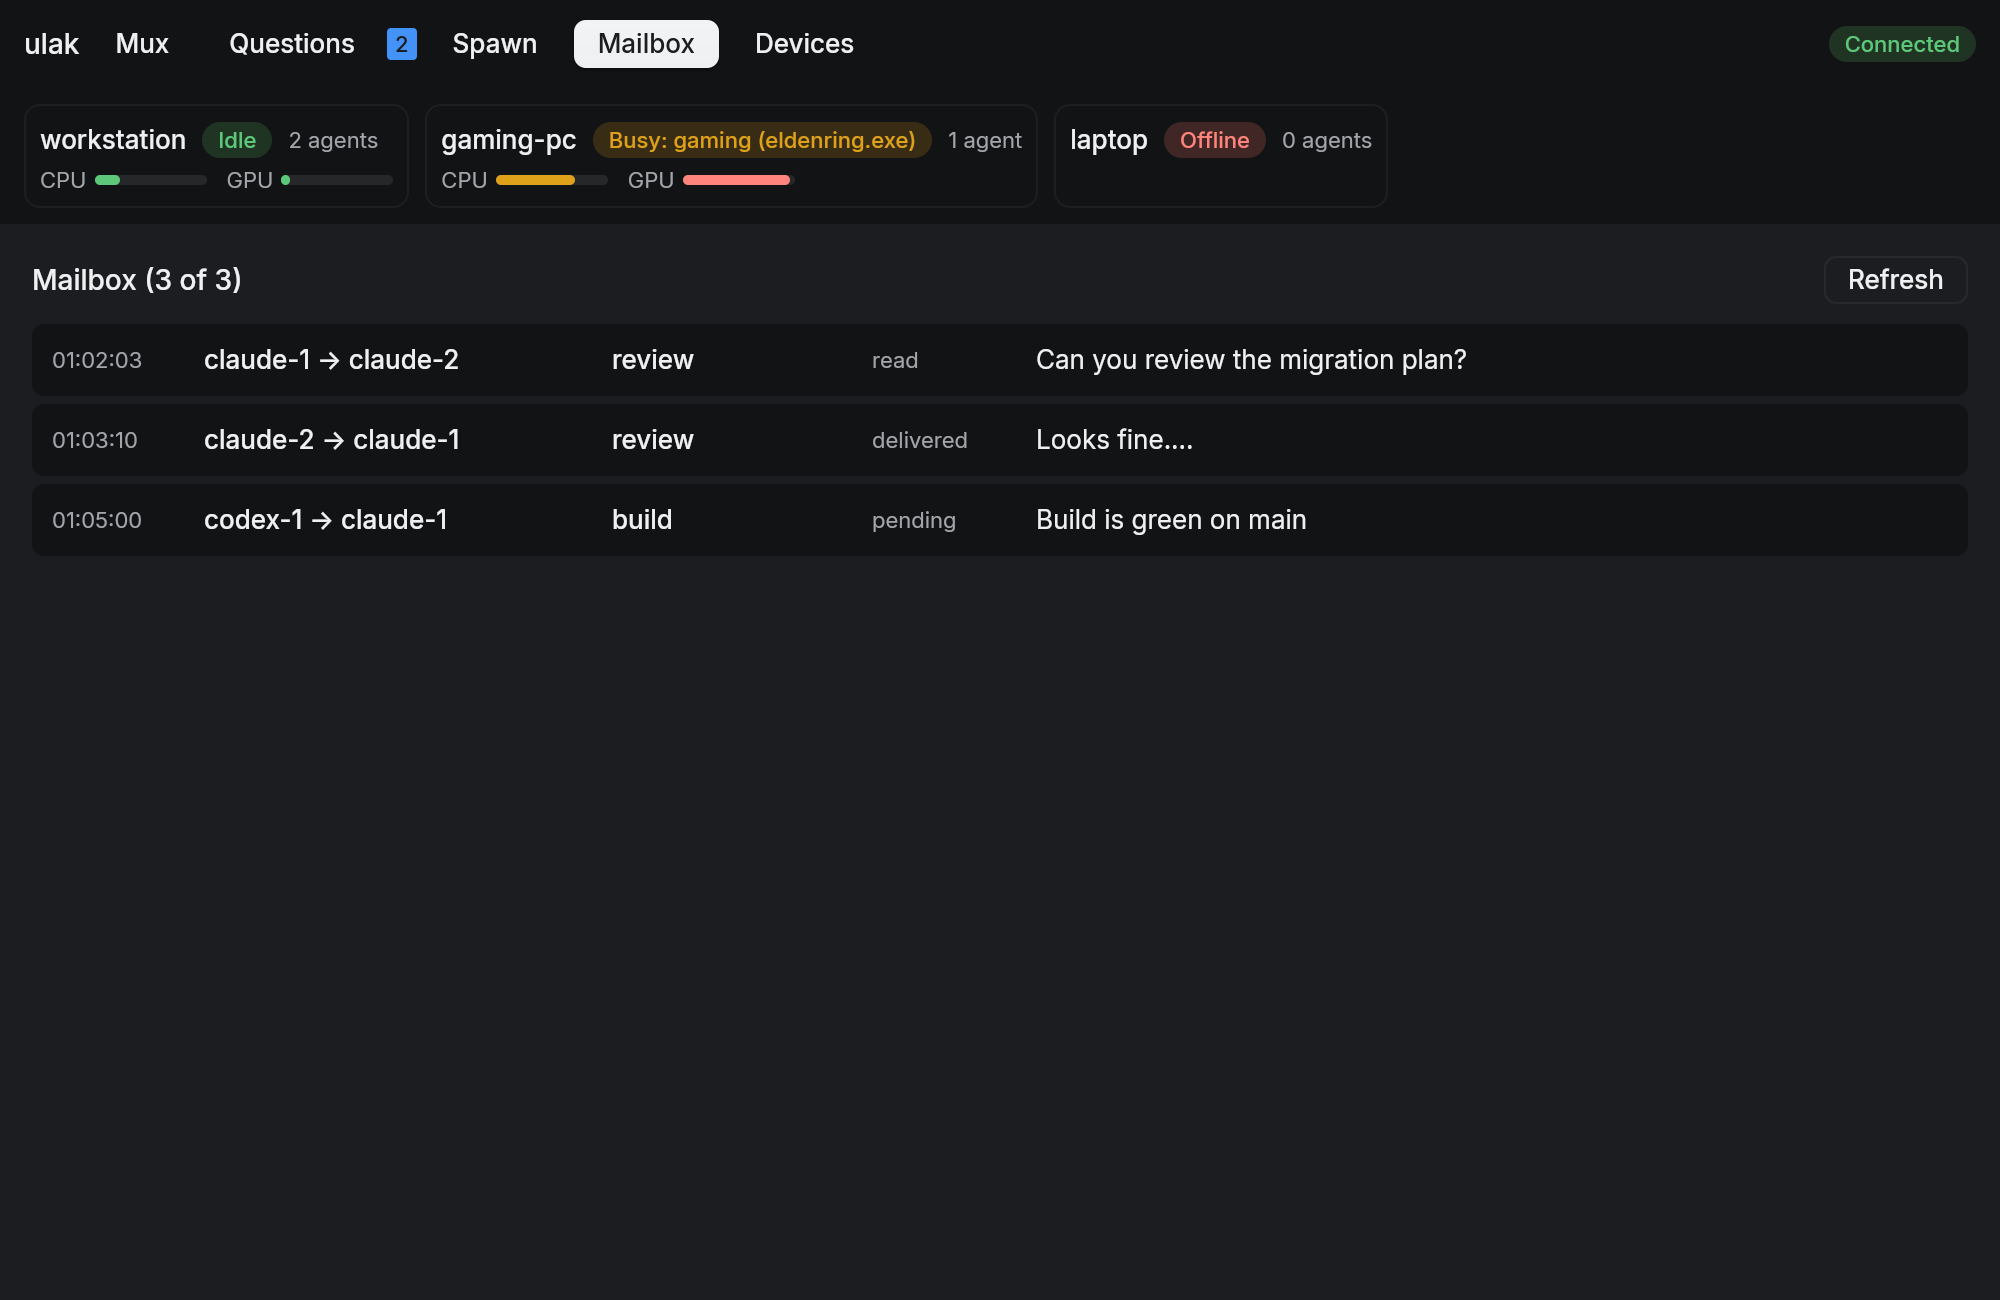 ulak Mux Questions 2 Spawn Mailbox Devices Connected
workstation Idle 2 agents
CPU GPU
gaming-pc Busy: gaming (eldenring.exe) 1 agent
CPU GPU
laptop Offline 0 agents
Mailbox (3 of 3) Refresh
01:02:03 claude-1 → claude-2 review read Can you review the migration plan?
01:03:10 claude-2 → claude-1 review delivered Looks fine....
01:05:00 codex-1 → claude-1 build pending Build is green on main